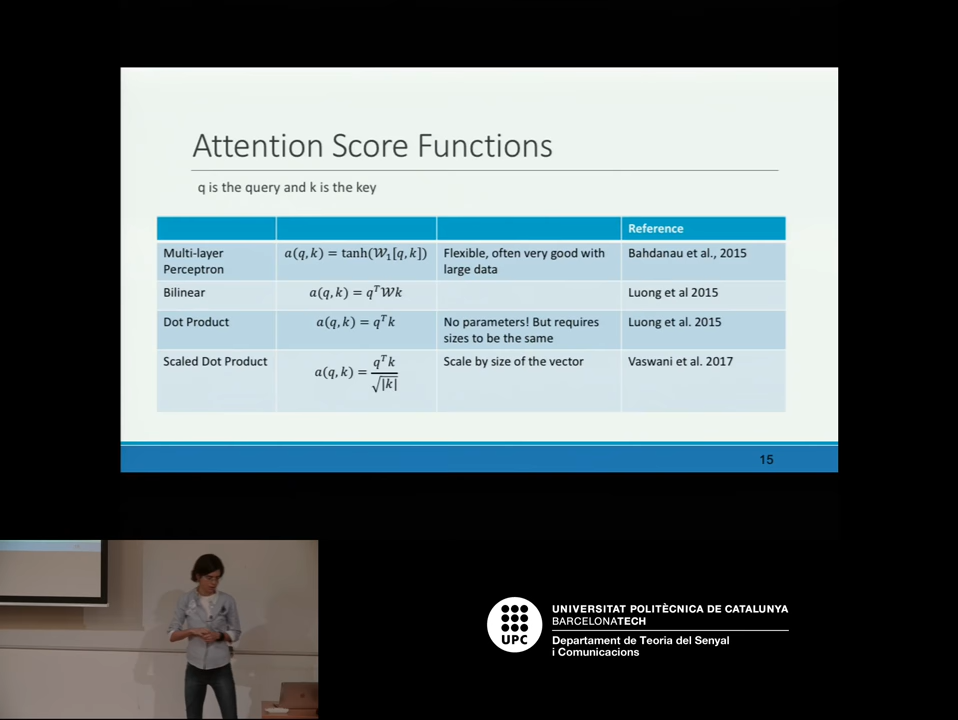 Attention Score Functions
q is the query and k is the key
Reference
Multi-layer Perceptron a(q, k) = tanh(𝒲₁[q, k]) Flexible, often very good with large data Bahdanau et al., 2015
Bilinear a(q, k) = qᵀ𝒲k Luong et al 2015
Dot Product a(q, k) = qᵀk No parameters! But requires sizes to be the same Luong et al. 2015
Scaled Dot Product a(q, k) = qᵀk / √|k| Scale by size of the vector Vaswani et al. 2017
15
UPC
UNIVERSITAT POLITÈCNICA DE CATALUNYA
BARCELONATECH
Departament de Teoria del Senyal
i Comunicacions